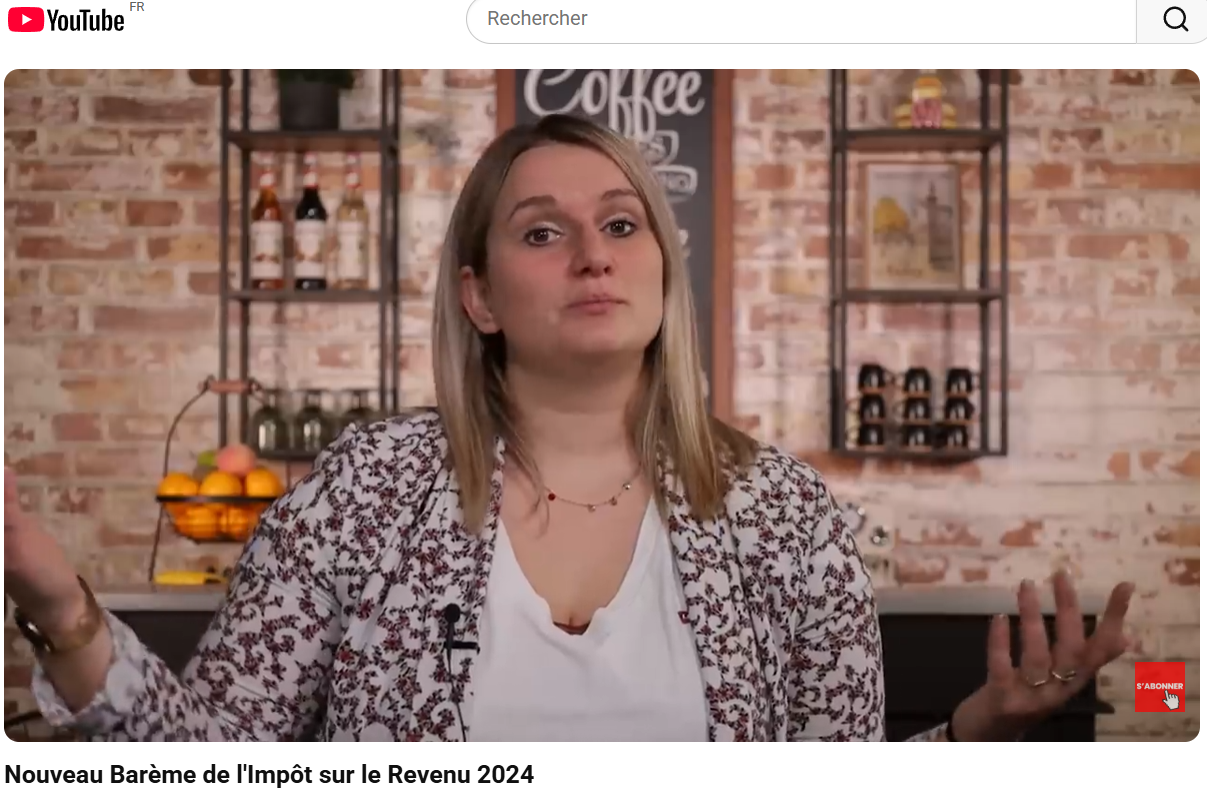 YouTube FR
Rechercher
Coffee
S'ABONNER
Nouveau Barème de l'Impôt sur le Revenu 2024